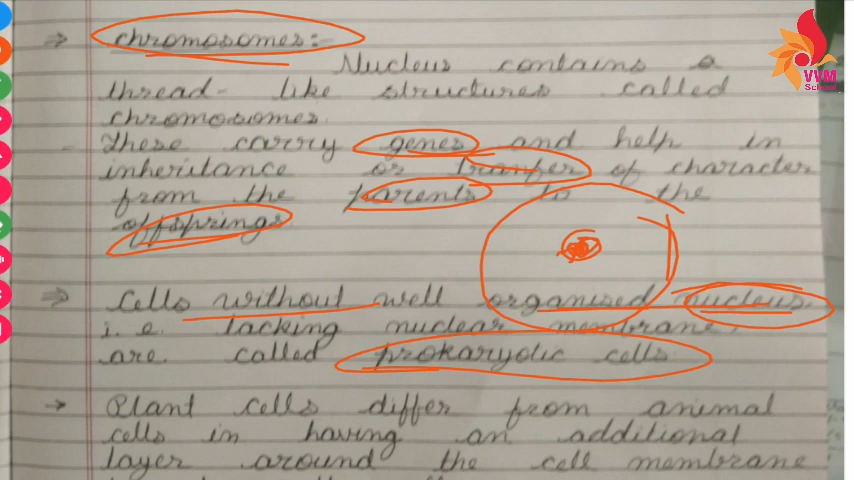 ⇒ Chromosomes:-
Nucleus contains a
thread- like structures called
chromosomes.
- These carry genes and help in
inheritance or tranfer of character
from the parents to the
offsprings
⇒ Cells without well organised nucleus.
i.e. lacking nuclear membrane,
are called prokaryotic cells
→ Plant cells differ from animal
cells in having an additional
layer around the cell membrane
VVM
School